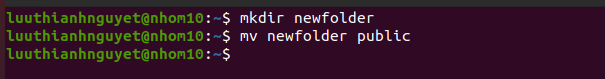 luuthianhnguyet@nhom10:~$ mkdir newfolder
luuthianhnguyet@nhom10:~$ mv newfolder public
luuthianhnguyet@nhom10:~$